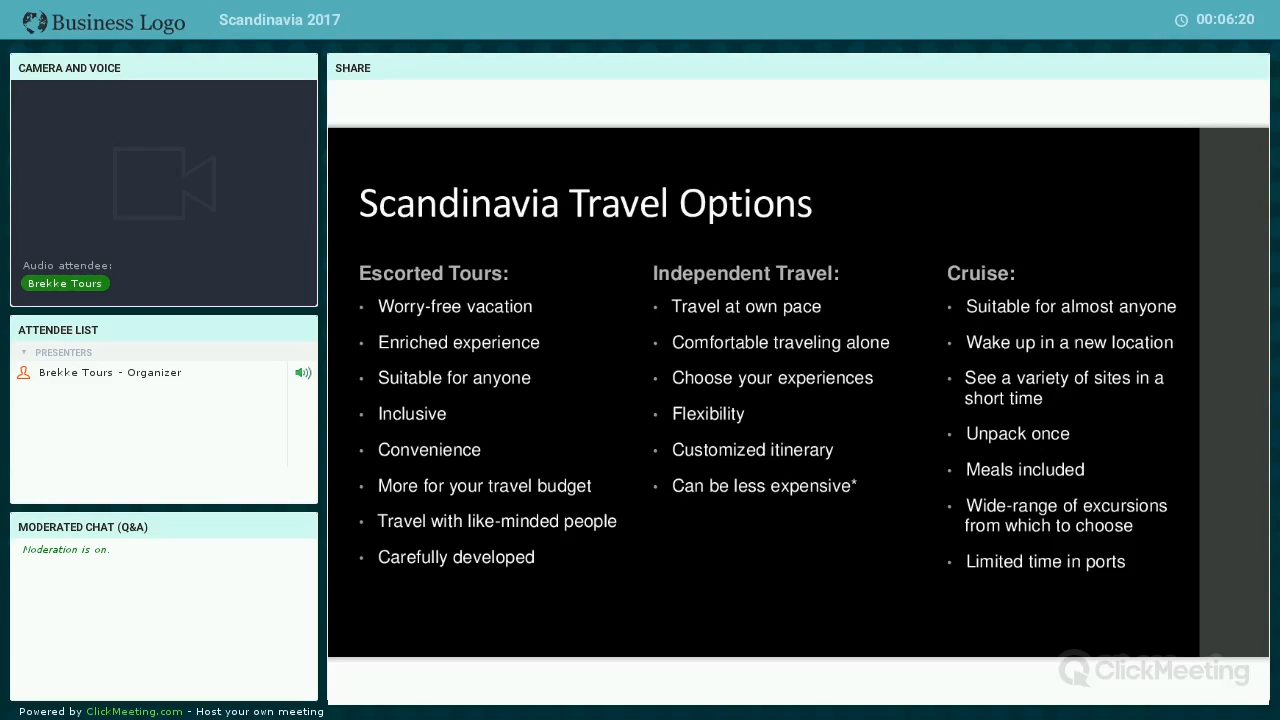 Business Logo
Scandinavia 2017
00:06:20
CAMERA AND VOICE
Audio attendee:
Brekke Tours
ATTENDEE LIST
PRESENTERS
Brekke Tours - Organizer
MODERATED CHAT (Q&A)
Moderation is on.
SHARE
Scandinavia Travel Options
Escorted Tours:
• Worry-free vacation
• Enriched experience
• Suitable for anyone
• Inclusive
• Convenience
• More for your travel budget
• Travel with like-minded people
• Carefully developed
Independent Travel:
• Travel at own pace
• Comfortable traveling alone
• Choose your experiences
• Flexibility
• Customized itinerary
• Can be less expensive*
Cruise:
• Suitable for almost anyone
• Wake up in a new location
• See a variety of sites in a
short time
• Unpack once
• Meals included
• Wide-range of excursions
from which to choose
• Limited time in ports
ClickMeeting
Powered by ClickMeeting.com - Host your own meeting